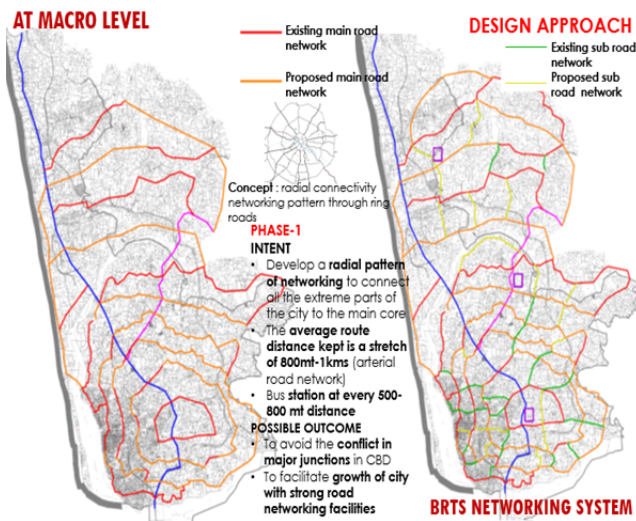 AT MACRO LEVEL
Existing main road
network
Proposed main road
network
DESIGN APPROACH
Existing sub road
network
Proposed sub
road network
Concept : radial connectivity
networking pattern through ring
roads
PHASE-1
INTENT
• Develop a radial pattern
of networking to connect
all the extreme parts of
the city to the main core
• The average route
distance kept is a stretch
of 800mt-1kms (arterial
road network)
• Bus station at every 500-
800 mt distance
POSSIBLE OUTCOME
• To avoid the conflict in
major junctions in CBD
• To facilitate growth of city
with strong road
networking facilities
BRTS NETWORKING SYSTEM